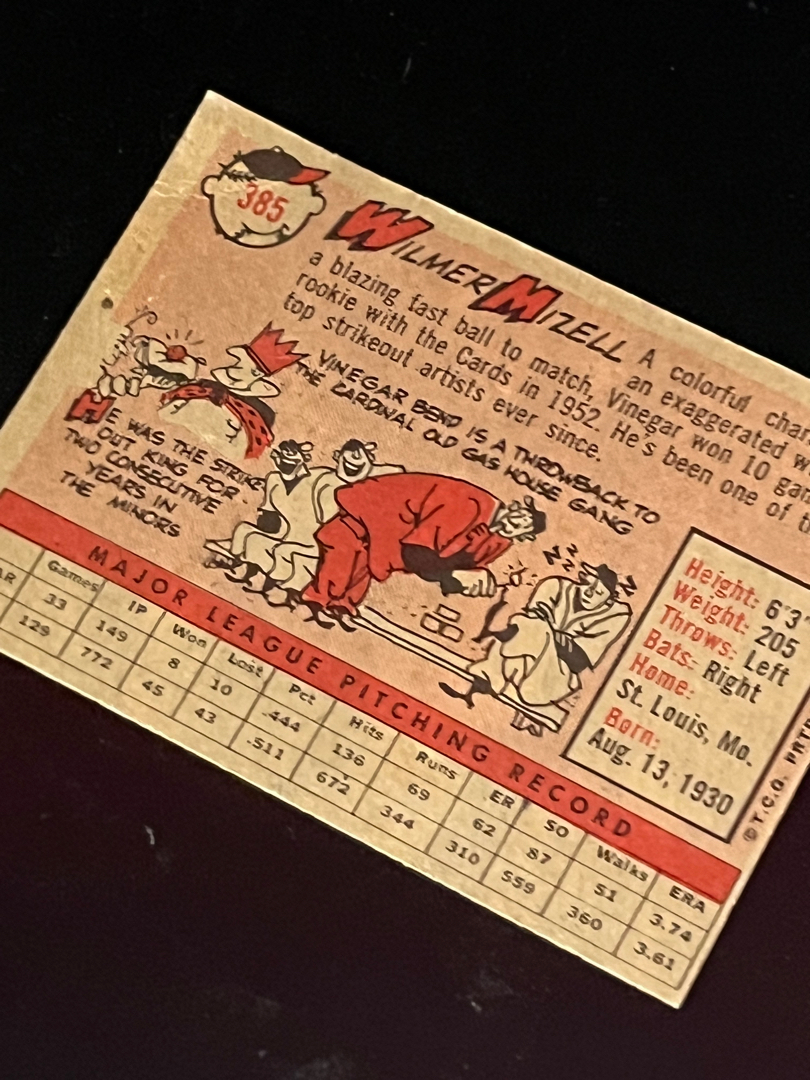 385
WILMER MIZELL
A colorful
a blazing fast ball to match, Vinegar won 10
rookie with the Cards in 1952. He's been one of
top strikeout artists ever since.
an exaggerated
VINEGAR BEND IS A THROWBACK TO
THE CARDINAL OLD GAS HOUSE GANG
HE WAS THE STRIKE
OUT KING FOR
TWO CONSECUTIVE
YEARS IN
THE MINORS
Z Z Z Z Z
Height: 6'3
Weight: 205
Throws: Left
Bats: Right
Home:
St. Louis, Mo.
Born:
Aug. 13, 1930
©T.C.G.
MAJOR LEAGUE PITCHING RECORD
Games IP Won Lost Pct Hits Runs ER SO Walks ERA
33 149 8 10 .444 136 69 62 87 51 3.74
129 772 45 43 .511 672 344 310 559 360 3.61